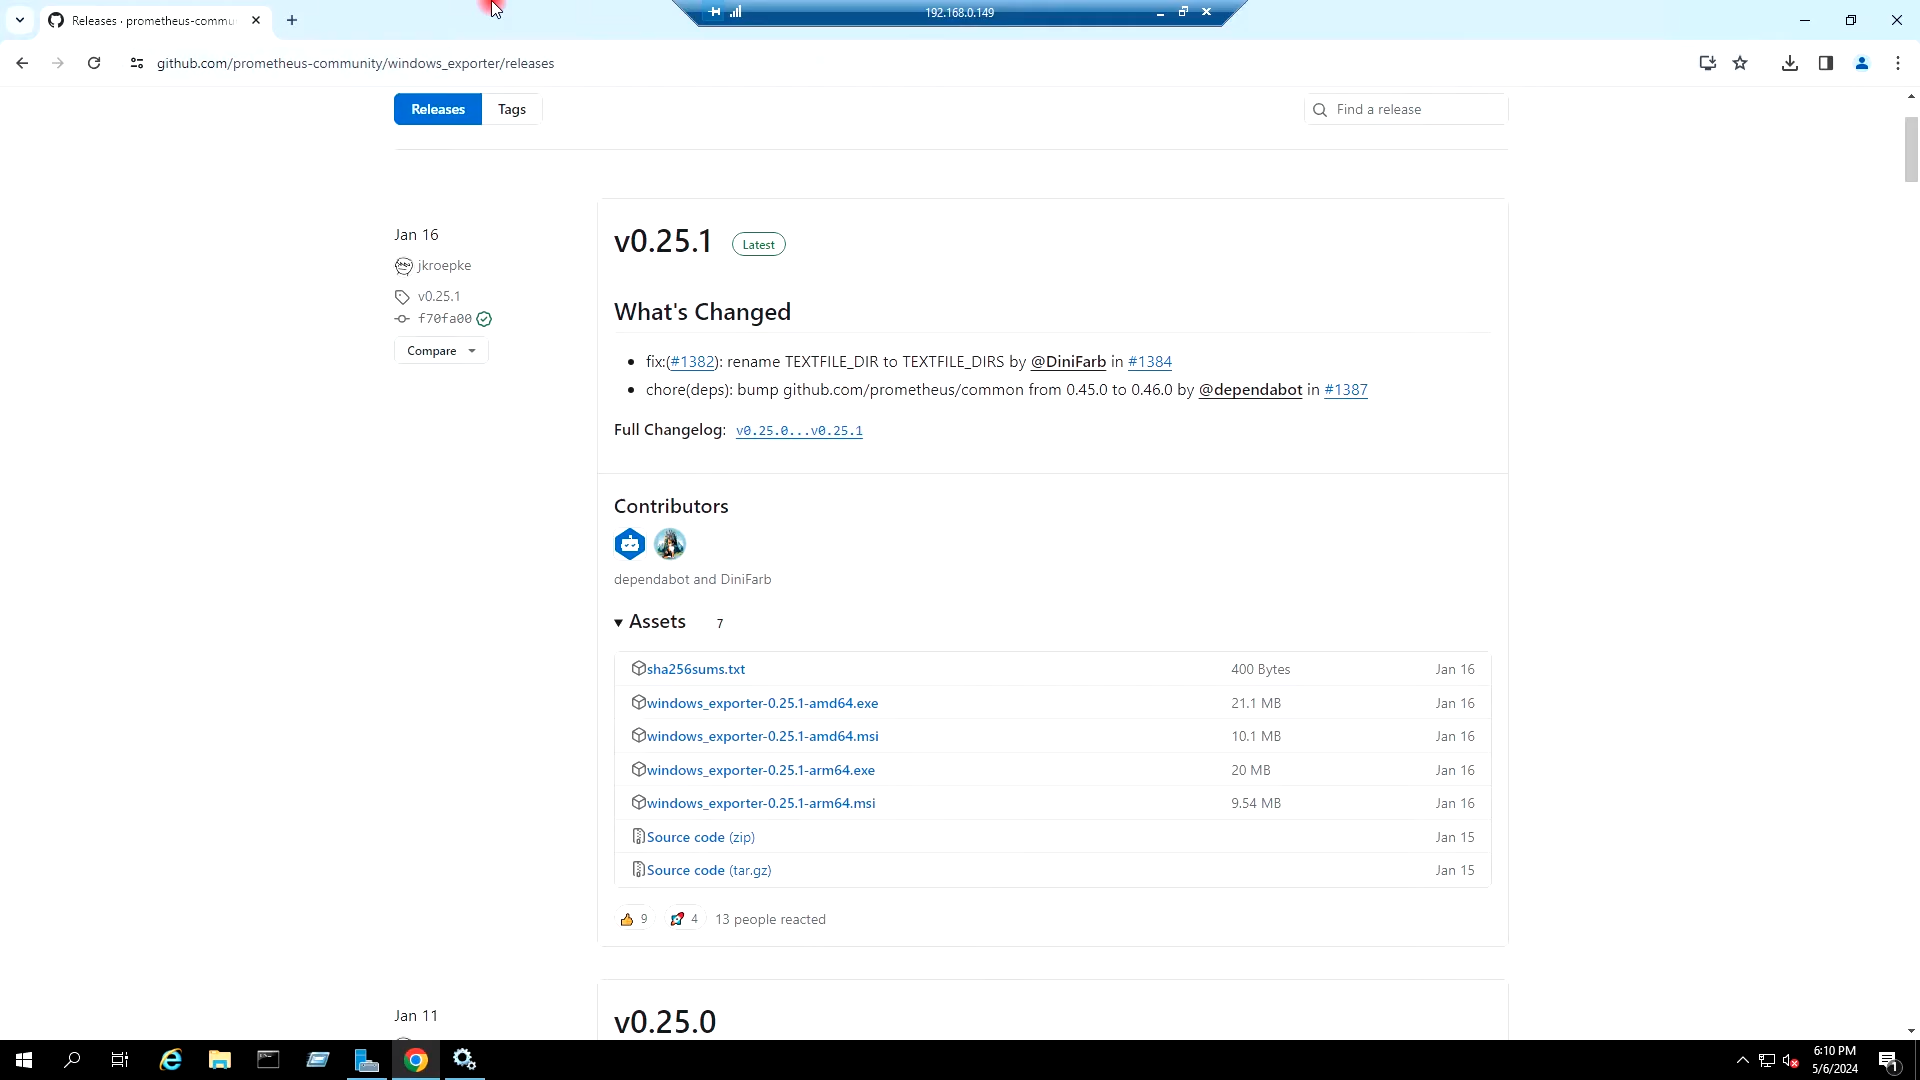 Releases · prometheus-commu
192.168.0.149
github.com/prometheus-community/windows_exporter/releases
Releases
Tags
Find a release
Jan 16
jkroepke
v0.25.1
f70fa00
Compare
v0.25.1
Latest
What's Changed
fix:(#1382): rename TEXTFILE_DIR to TEXTFILE_DIRS by @DiniFarb in #1384
chore(deps): bump github.com/prometheus/common from 0.45.0 to 0.46.0 by @dependabot in #1387
Full Changelog: v0.25.0...v0.25.1
Contributors
dependabot and DiniFarb
Assets 7
sha256sums.txt 400 Bytes Jan 16
windows_exporter-0.25.1-amd64.exe 21.1 MB Jan 16
windows_exporter-0.25.1-amd64.msi 10.1 MB Jan 16
windows_exporter-0.25.1-arm64.exe 20 MB Jan 16
windows_exporter-0.25.1-arm64.msi 9.54 MB Jan 16
Source code (zip) Jan 15
Source code (tar.gz) Jan 15
9 4 13 people reacted
Jan 11
v0.25.0
6:10 PM
5/6/2024
1